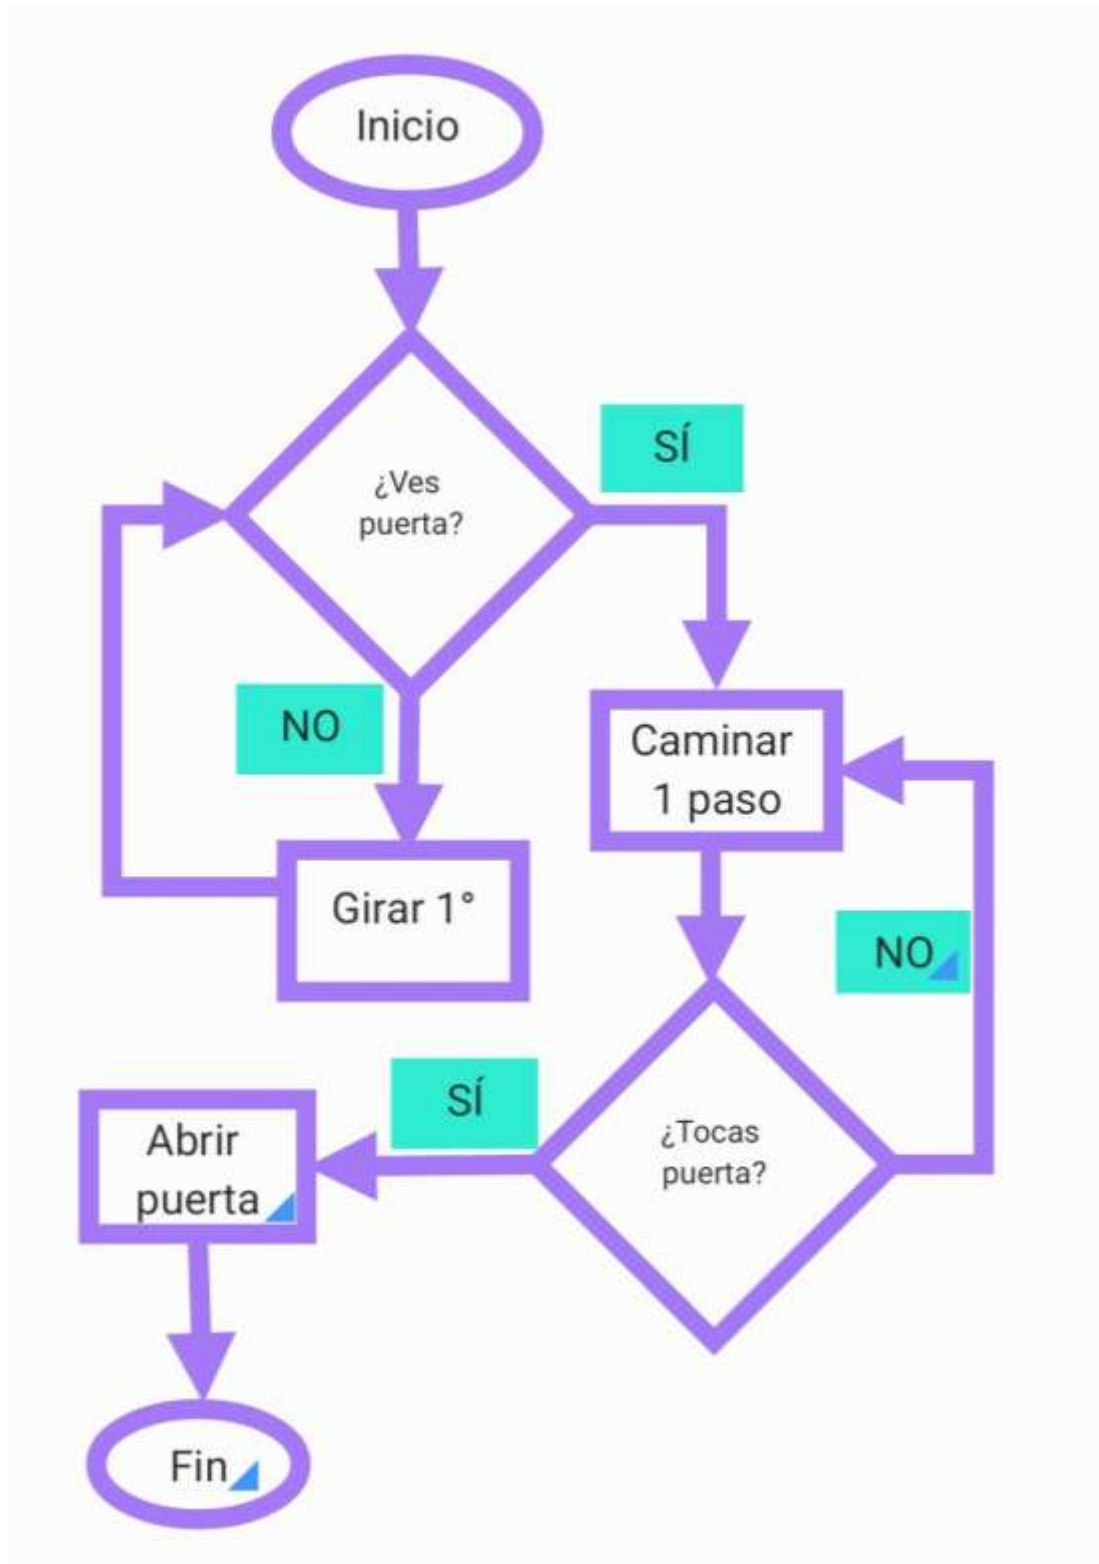 Inicio
¿Ves
puerta?
SÍ
NO
Girar 1°
Caminar
1 paso
NO
¿Tocas
puerta?
SÍ
Abrir
puerta
Fin